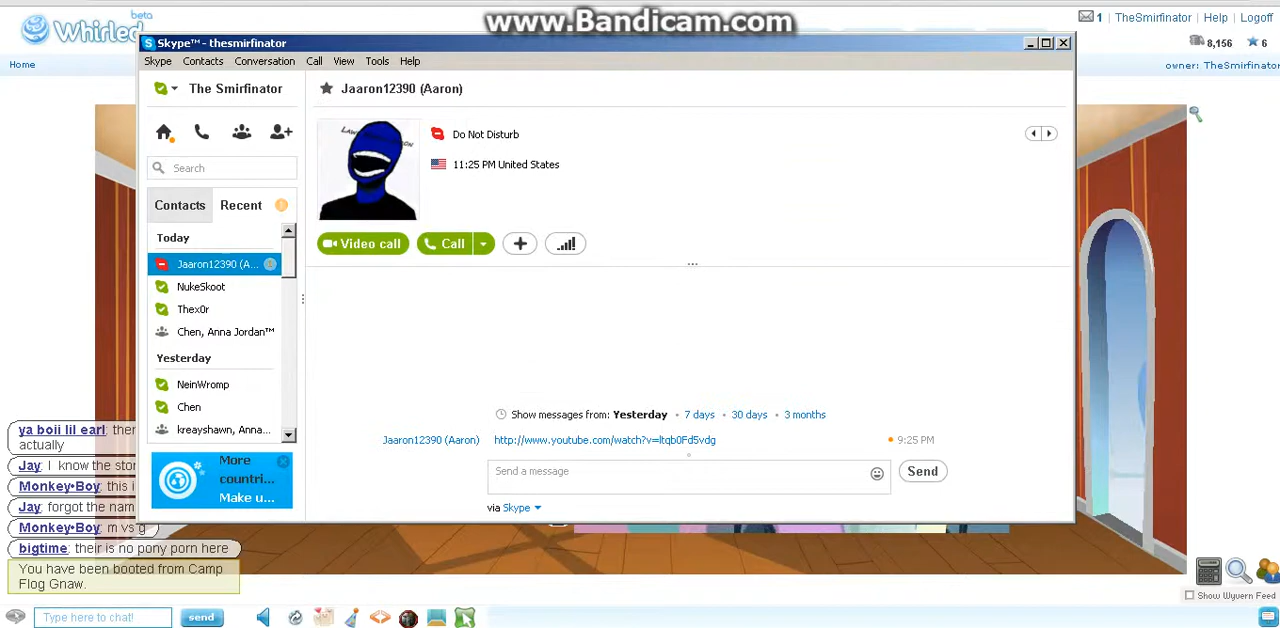 www.Bandicam.com
Whirled beta
1 TheSmirfinator Help Logoff
8,156 6
Home
owner: TheSmirfinator
Skype™ - thesmirfinator
Skype Contacts Conversation Call View Tools Help
The Smirfinator
Search
Contacts Recent
Today
Jaaron12390 (A...
NukeSkoot
Thex0r
Chen, Anna Jordan™
Yesterday
NeinWromp
Chen
kreayshawn, Anna...
More
countri...
Make u...
Jaaron12390 (Aaron)
Do Not Disturb
11:25 PM United States
Video call Call
Show messages from: Yesterday • 7 days • 30 days • 3 months
Jaaron12390 (Aaron) http://www.youtube.com/watch?v=ltqb0Fd5vdg 9:25 PM
Send a message
Send
via Skype
ya boii lil earl: ther
actually
Jay: I know the stor
Monkey•Boy: this i
Jay: forgot the nam
Monkey•Boy: m vs g
bigtime: their is no pony porn here
You have been booted from Camp
Flog Gnaw.
Type here to chat! send
Show Wyvern Feed